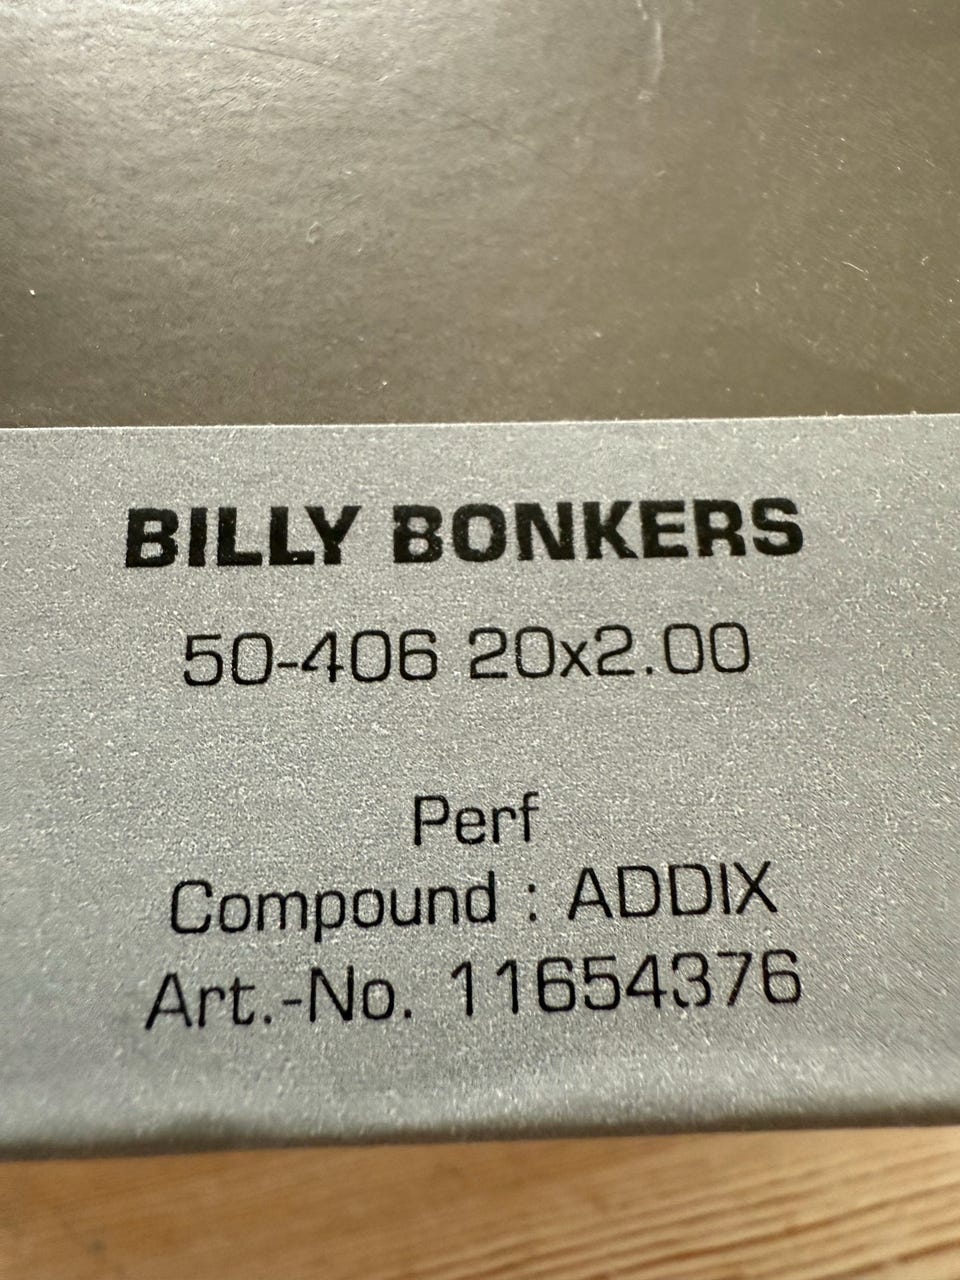 BILLY BONKERS
50-406 20x2.00
Perf
Compound : ADDIX
Art.-No. 11654376